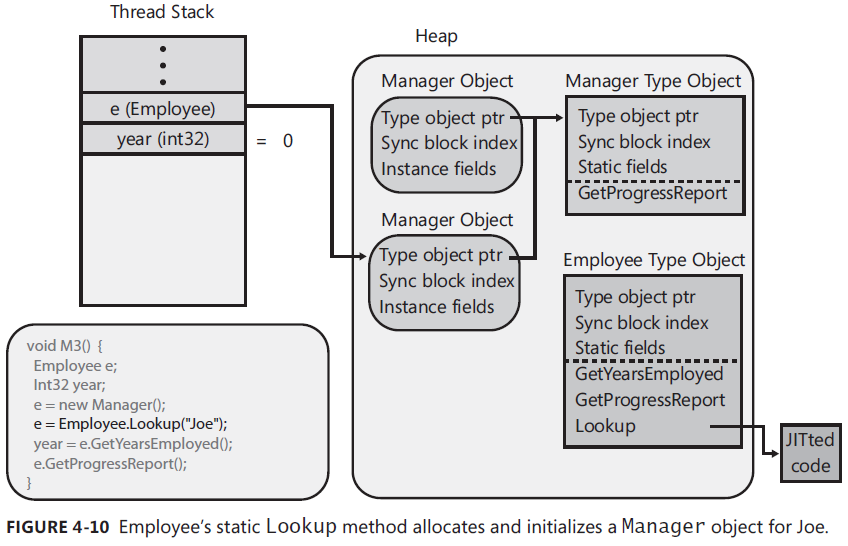 Thread Stack
e (Employee)
year (int32)
= 0
Heap
Manager Object
Type object ptr
Sync block index
Instance fields
Manager Object
Type object ptr
Sync block index
Instance fields
Manager Type Object
Type object ptr
Sync block index
Static fields
GetProgressReport
Employee Type Object
Type object ptr
Sync block index
Static fields
GetYearsEmployed
GetProgressReport
Lookup
JITted
code
void M3() {
Employee e;
Int32 year;
e = new Manager();
e = Employee.Lookup("Joe");
year = e.GetYearsEmployed();
e.GetProgressReport();
}
FIGURE 4-10 Employee’s static Lookup method allocates and initializes a Manager object for Joe.